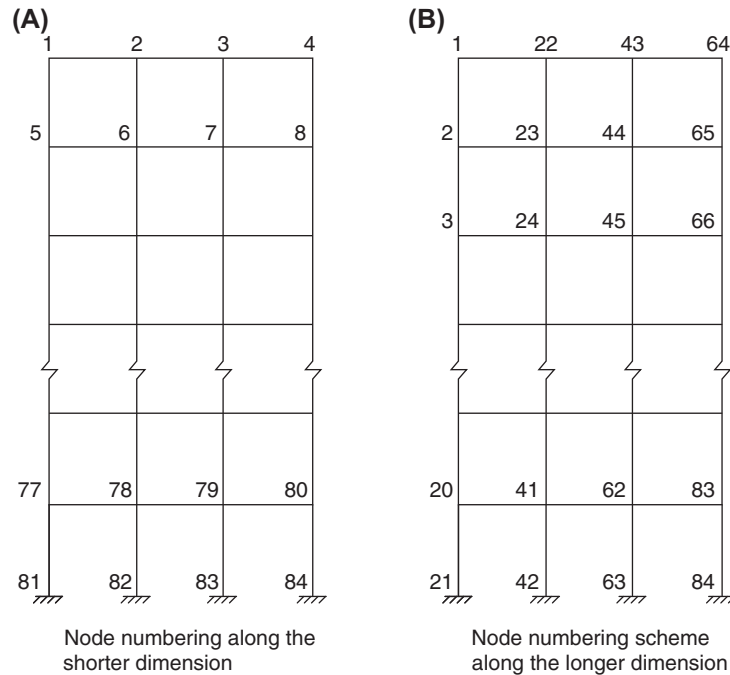 (A)
1 2 3 4
5 6 7 8
77 78 79 80
81 82 83 84
Node numbering along the
shorter dimension
(B)
1 22 43 64
2 23 44 65
3 24 45 66
20 41 62 83
21 42 63 84
Node numbering scheme
along the longer dimension